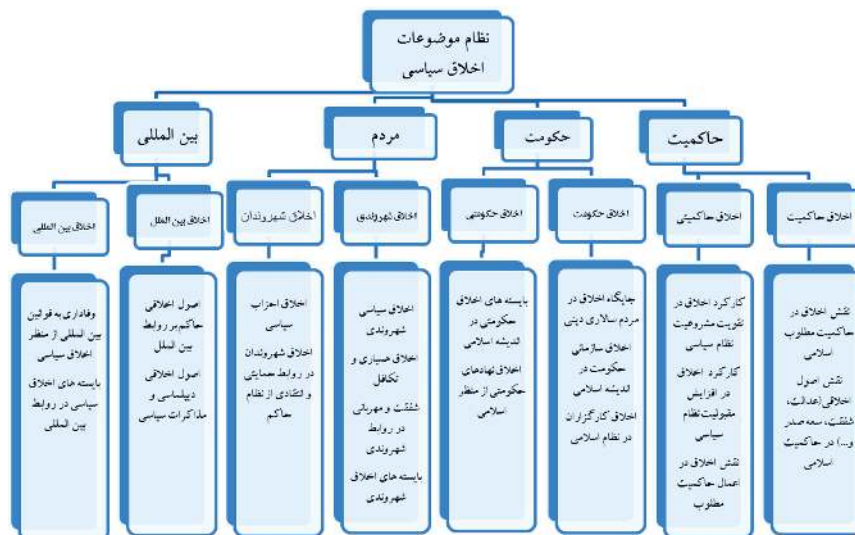 نظام موضوعات
اخلاق سیاسی
حاکمیت
حکومت
مردم
بین المللی
اخلاق حاکمیت
اخلاق حاکمیتی
اخلاق حکومت
اخلاق حکومتی
اخلاق شهروندی
اخلاق شهروندان
اخلاق بین الملل
اخلاق بین المللی
نقش اخلاق در
حاکمیت مطلوب
اسلامی
نقش اصول
اخلاقی(عدالت،
شفقت، سعه صدر
و...) در حاکمیت
اسلامی
کارکرد اخلاق در
تقویت مشروعیت
نظام سیاسی
کارکرد اخلاق
در افزایش
مقبولیت نظام
سیاسی
نقش اخلاق در
اعمال حاکمیت
مطلوب
جایگاه اخلاق در
مردم سالاری دینی
اخلاق سازمانی
حکومت در
اندیشه اسلامی
اخلاق کارگزاران
در نظام اسلامی
بایسته های اخلاق
حکومتی در
اندیشه اسلامی
اخلاق نهادهای
حکومتی از منظر
اسلامی
اخلاق سیاسی
شهروندی
اخلاق همیاری و
تکافل
شفقت و مهربانی
در روابط
شهروندی
بایسته های اخلاق
شهروندی
اخلاق احزاب
سیاسی
اخلاق شهروندان
در روابط حمایتی
و انتقادی از نظام
حاکم
اصول اخلاقی
حاکم بر روابط
بین الملل
اصول اخلاقی
دیپلماسی و
مذاکرات سیاسی
وفاداری به قوانین
بین المللی از منظر
اخلاق سیاسی
بایسته های اخلاق
سیاسی در روابط
بین المللی